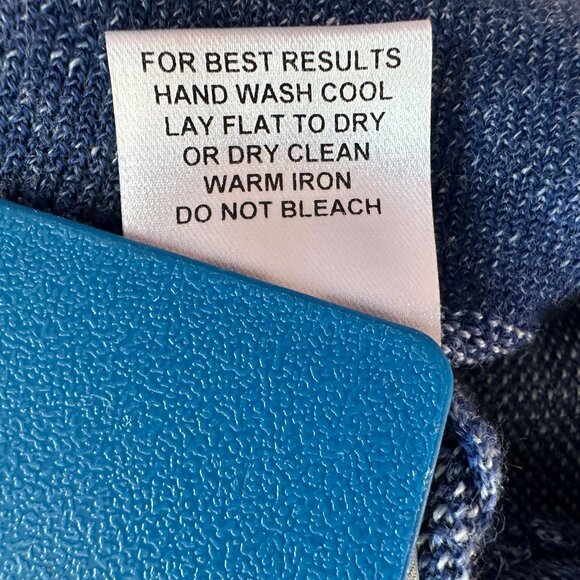 FOR BEST RESULTS
HAND WASH COOL
LAY FLAT TO DRY
OR DRY CLEAN
WARM IRON
DO NOT BLEACH